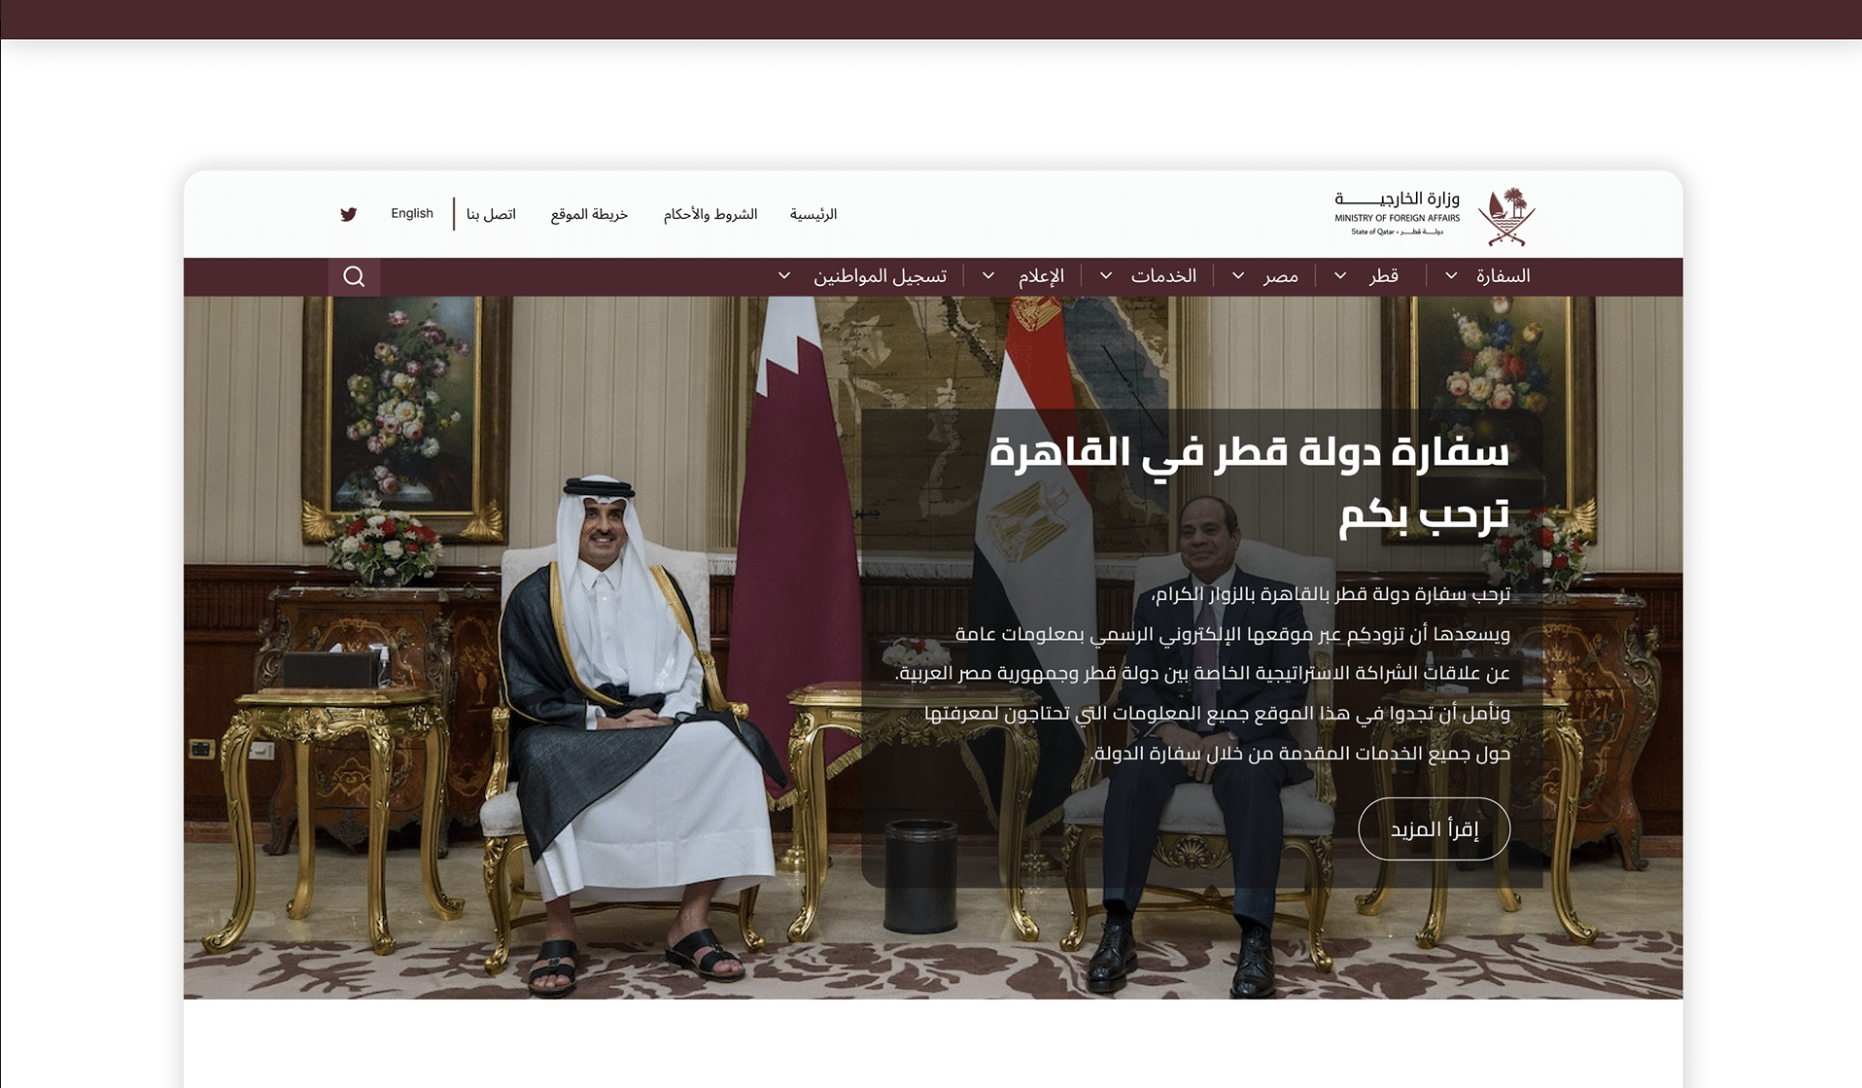 وزارة الخارجيـــــــة
MINISTRY OF FOREIGN AFFAIRS
دولـــة قطـــر • State of Qatar
الرئيسية
الشروط والأحكام
خريطة الموقع
اتصل بنا
English
السفارة
قطر
مصر
الخدمات
الإعلام
تسجيل المواطنين
سفارة دولة قطر في القاهرة
ترحب بكم
ترحب سفارة دولة قطر بالقاهرة بالزوار الكرام،
ويسعدها أن تزودكم عبر موقعها الإلكتروني الرسمي بمعلومات عامة
عن علاقات الشراكة الاستراتيجية الخاصة بين دولة قطر وجمهورية مصر العربية.
ونأمل أن تجدوا في هذا الموقع جميع المعلومات التي تحتاجون لمعرفتها
حول جميع الخدمات المقدمة من خلال سفارة الدولة.
إقرأ المزيد